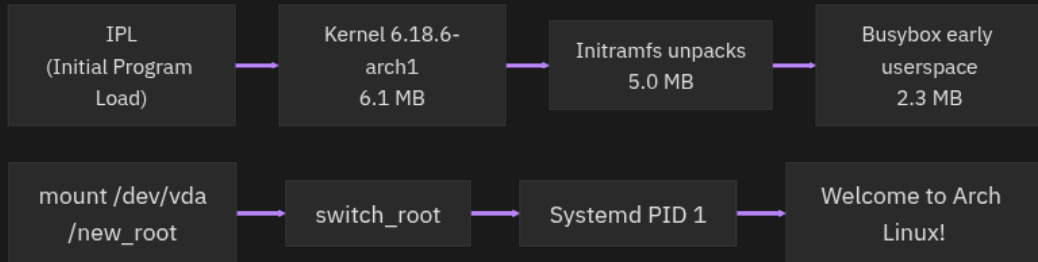 IPL
(Initial Program
Load)
Kernel 6.18.6-
arch1
6.1 MB
Initramfs unpacks
5.0 MB
Busybox early
userspace
2.3 MB
mount /dev/vda
/new_root
switch_root
Systemd PID 1
Welcome to Arch
Linux!